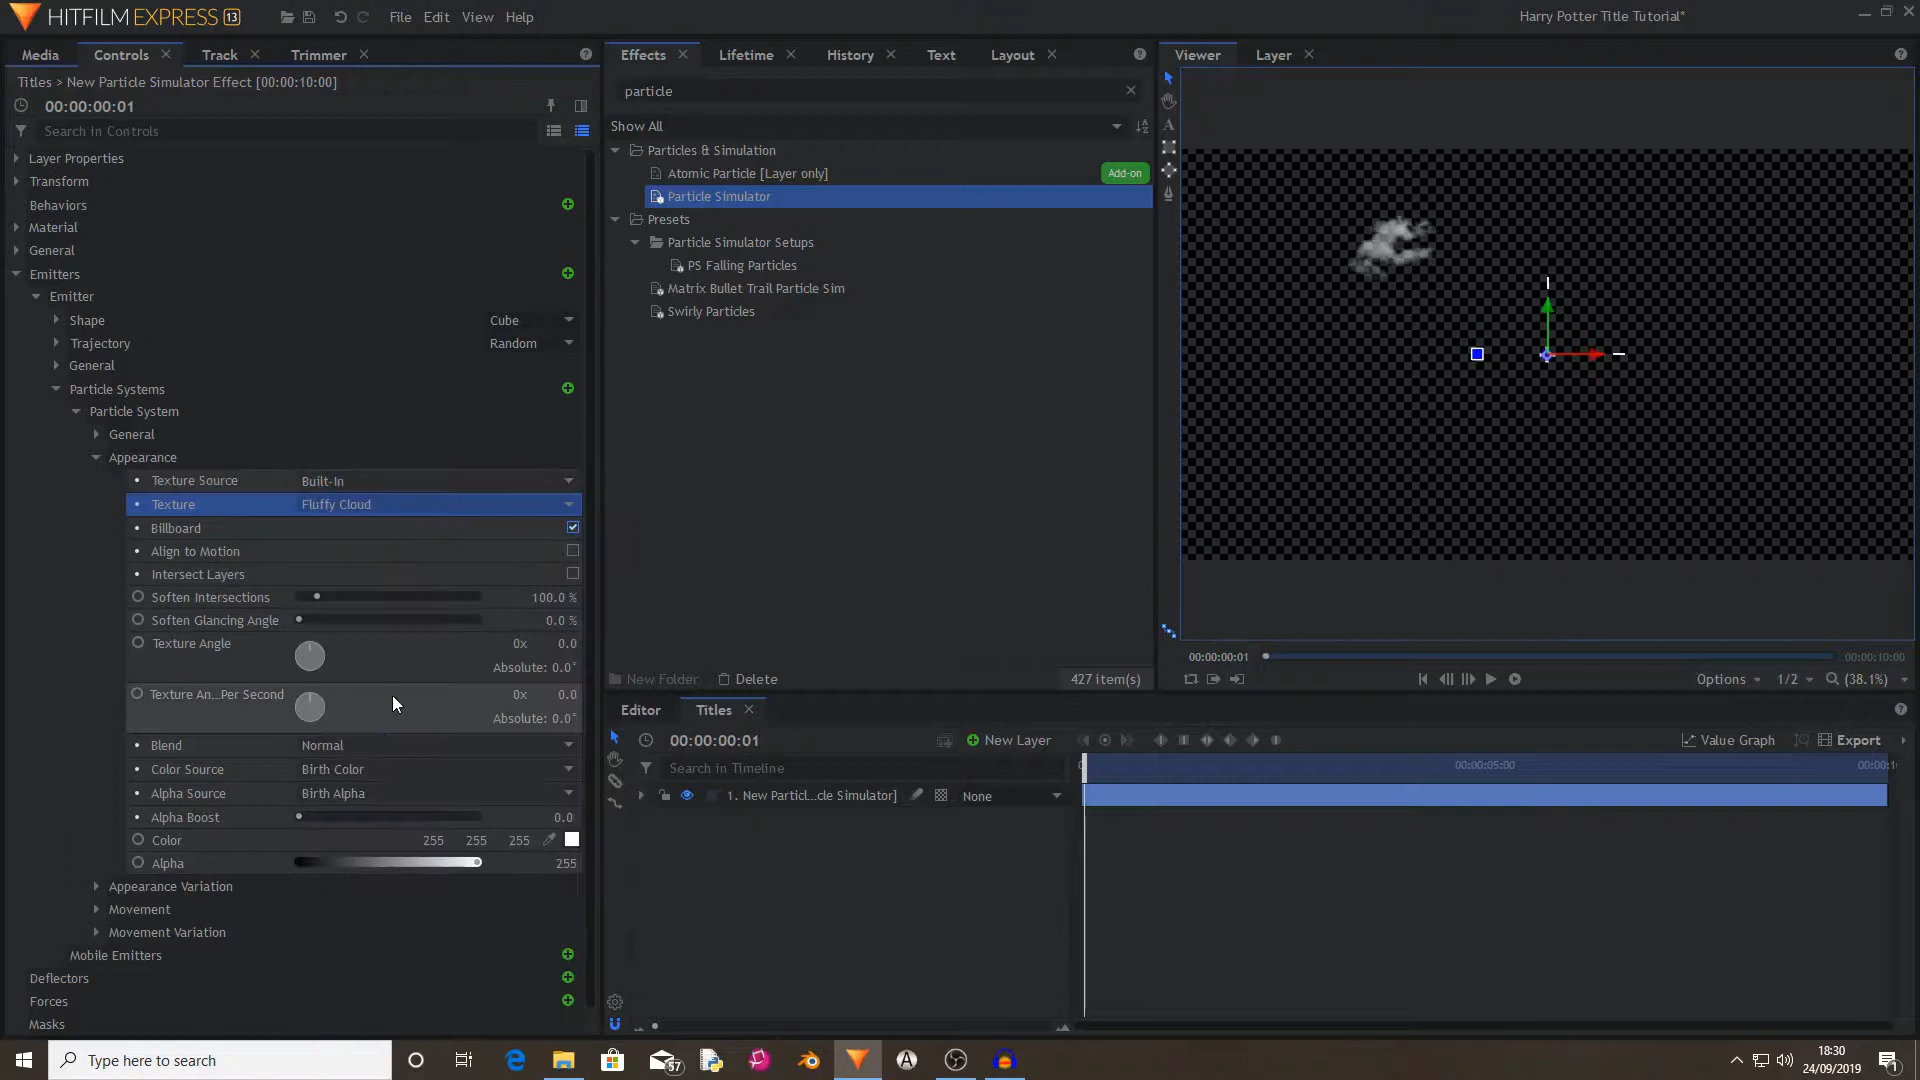 HITFILM EXPRESS 13
File Edit View Help
Harry Potter Title Tutorial*
Media Controls Track Trimmer
Titles > New Particle Simulator Effect [00:00:10:00]
00:00:00:01
Search in Controls
Layer Properties
Transform
Behaviors
Material
General
Emitters
Emitter
Shape Cube
Trajectory Random
General
Particle Systems
Particle System
General
Appearance
Texture Source Built-In
Texture Fluffy Cloud
Billboard
Align to Motion
Intersect Layers
Soften Intersections 100.0 %
Soften Glancing Angle 0.0 %
Texture Angle 0x 0.0
Absolute: 0.0°
Texture An...Per Second 0x 0.0
Absolute: 0.0°
Blend Normal
Color Source Birth Color
Alpha Source Birth Alpha
Alpha Boost 0.0
Color 255 255 255
Alpha 255
Appearance Variation
Movement
Movement Variation
Mobile Emitters
Deflectors
Forces
Masks
Effects Lifetime History Text Layout
particle
Show All
Particles & Simulation
Atomic Particle [Layer only] Add-on
Particle Simulator
Presets
Particle Simulator Setups
PS Falling Particles
Matrix Bullet Trail Particle Sim
Swirly Particles
New Folder Delete 427 item(s)
Viewer Layer
00:00:00:01 00:00:10:00
Options 1/2 (38.1%)
Editor Titles
00:00:00:01 New Layer Value Graph Export
Search in Timeline 00:00:05:00
1. New Particl...cle Simulator] None
Type here to search
57
18:30
24/09/2019
1